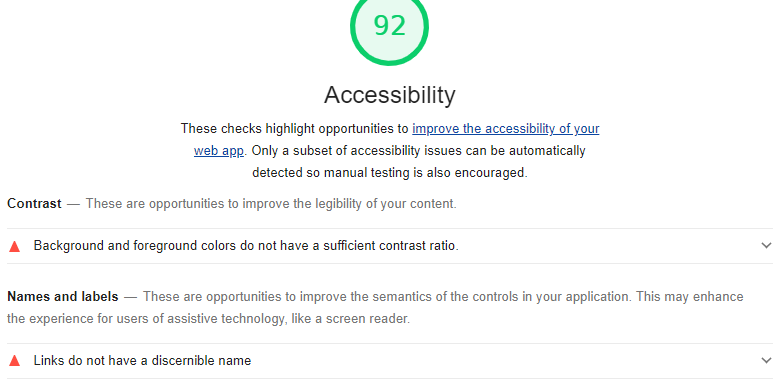 92
Accessibility
These checks highlight opportunities to improve the accessibility of your
web app. Only a subset of accessibility issues can be automatically
detected so manual testing is also encouraged.
Contrast — These are opportunities to improve the legibility of your content.
Background and foreground colors do not have a sufficient contrast ratio.
Names and labels — These are opportunities to improve the semantics of the controls in your application. This may enhance
the experience for users of assistive technology, like a screen reader.
Links do not have a discernible name